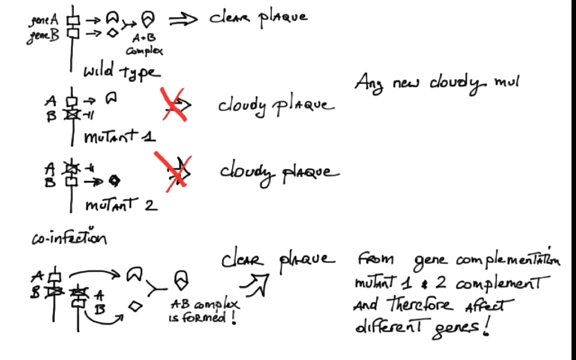 gene A
gene B
A+B
complex
clear plaque
wild type
A
B
mutant 1
cloudy plaque
Any new cloudy mul
A
B
mutant 2
cloudy plaque
co-infection
A
B
A
B
AB complex
is formed!
clear plaque
From gene complementation
mutant 1 & 2 complement
and therefore affect
different genes!